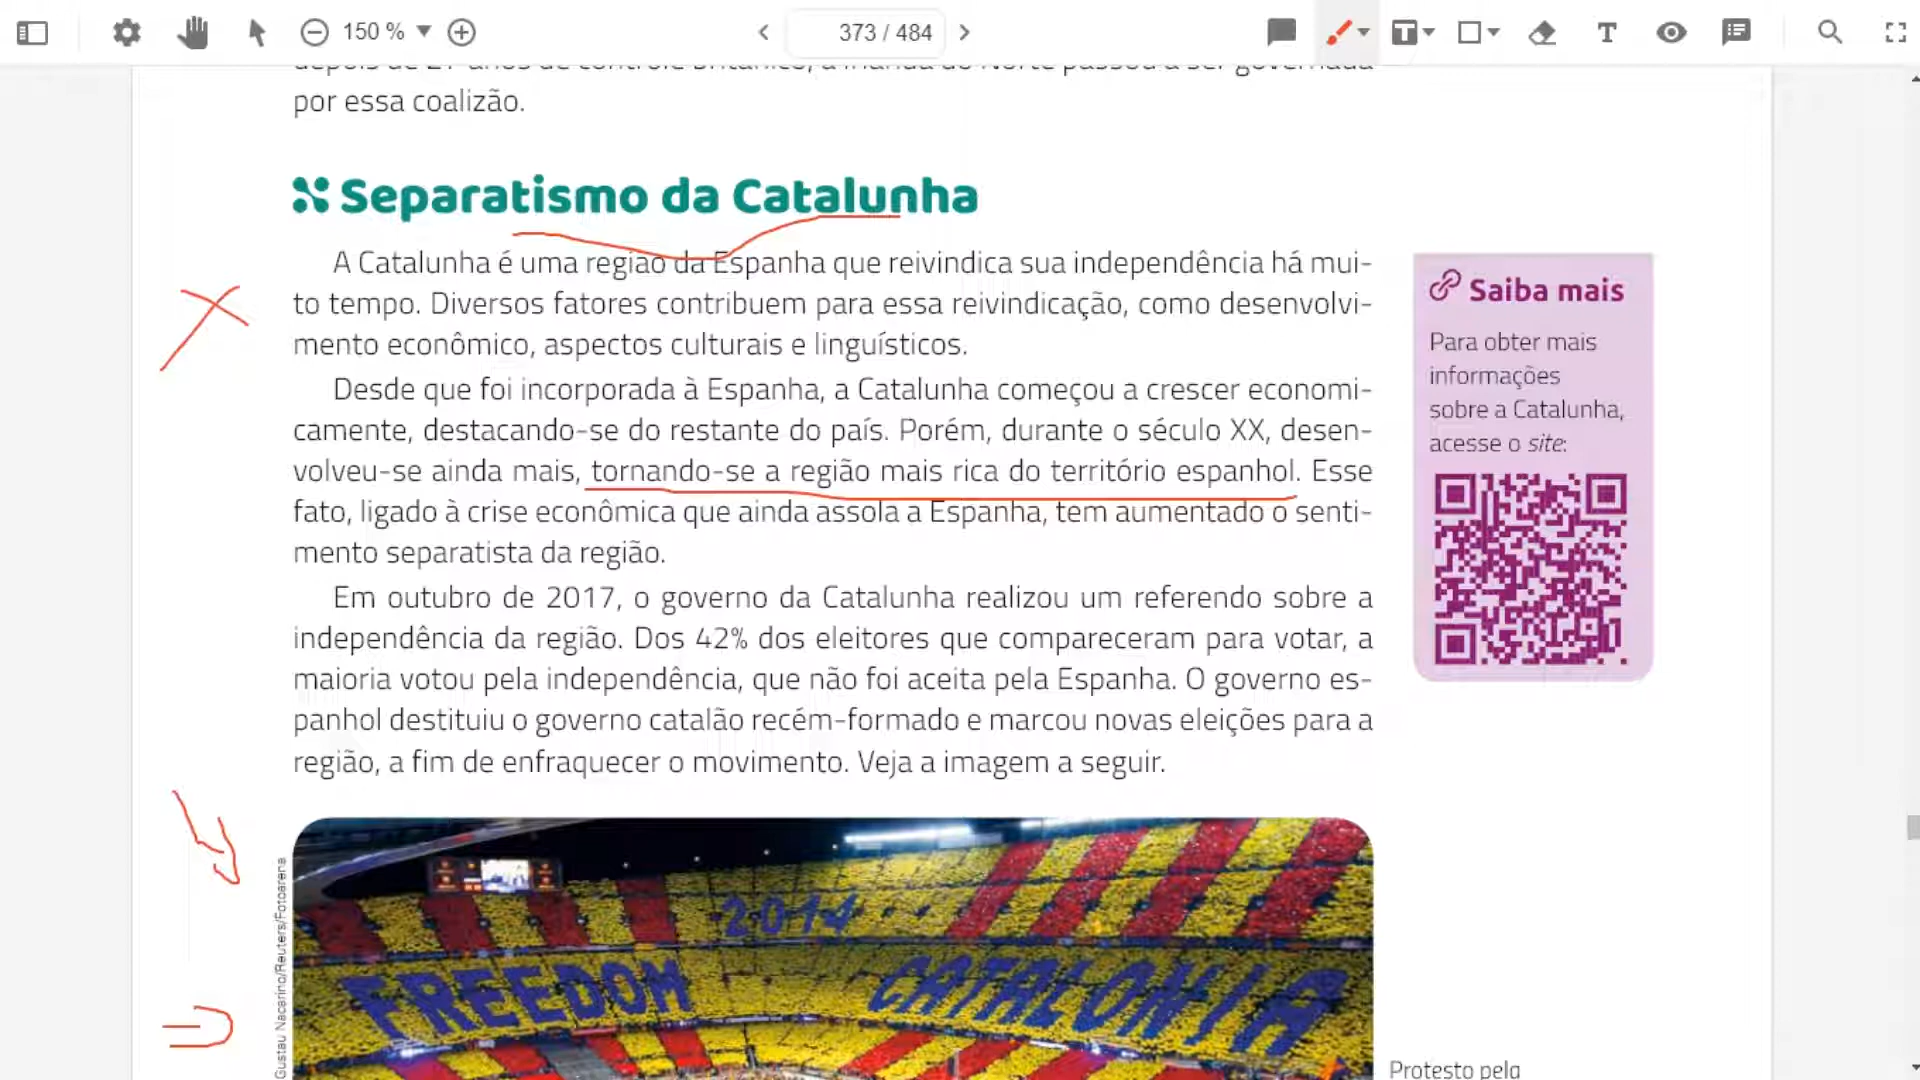 150 %
373 / 484
por essa coalizão.
Separatismo da Catalunha
A Catalunha é uma região da Espanha que reivindica sua independência há mui-
to tempo. Diversos fatores contribuem para essa reivindicação, como desenvolvi-
mento econômico, aspectos culturais e linguísticos.
Desde que foi incorporada à Espanha, a Catalunha começou a crescer economi-
camente, destacando-se do restante do país. Porém, durante o século XX, desen-
volveu-se ainda mais, tornando-se a região mais rica do território espanhol. Esse
fato, ligado à crise econômica que ainda assola a Espanha, tem aumentado o senti-
mento separatista da região.
Em outubro de 2017, o governo da Catalunha realizou um referendo sobre a
independência da região. Dos 42% dos eleitores que compareceram para votar, a
maioria votou pela independência, que não foi aceita pela Espanha. O governo es-
panhol destituiu o governo catalão recém-formado e marcou novas eleições para a
região, a fim de enfraquecer o movimento. Veja a imagem a seguir.
Saiba mais
Para obter mais
informações
sobre a Catalunha,
acesse o site:
Gustau Nacarino/Reuters/Fotoarena
2014
FREEDOM CATALONIA
Protesto pela